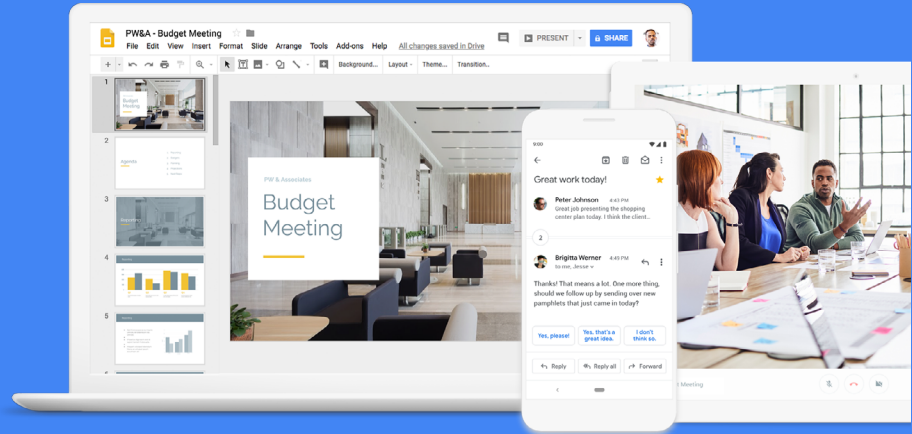 PW&A - Budget Meeting
File Edit View Insert Format Slide Arrange Tools Add-ons Help All changes saved in Drive
PRESENT
SHARE
Background... Layout Theme... Transition..
1
Budget
Meeting
2
Agenda
3
4
5
PW & Associates
Budget
Meeting
9:00
Great work today!
Peter Johnson 4:43 PM
Great job presenting the shopping
center plan today. I think the client...
2
Brigitta Werner 4:43 PM
to me, Jesse
Thanks! That means a lot. One more thing,
should we follow up by sending over new
pamphlets that just came in today?
Yes, please!
Yes, that's a
great idea.
I don't
think so.
Reply
Reply all
Forward
Meeting